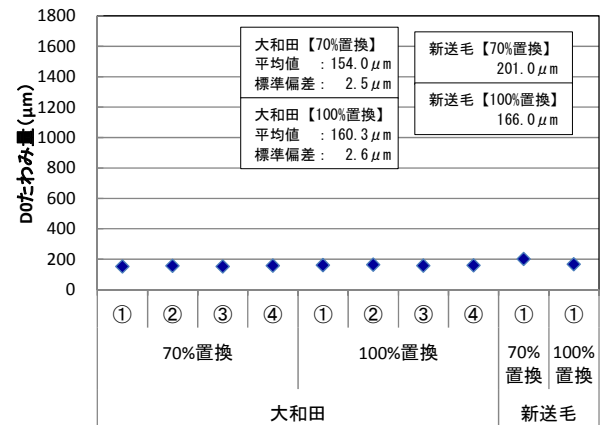 1800
1600
1400
1200
1000
800
600
400
200
0
D0たわみ量(μm)
大和田【70%置換】
平均値 ：154.0μm
標準偏差： 2.5μm
大和田【100%置換】
平均値 ：160.3μm
標準偏差： 2.6μm
新送毛【70%置換】
201.0μm
新送毛【100%置換】
166.0μm
① ② ③ ④ ① ② ③ ④ ① ①
70%置換 100%置換 70%置換 100%置換
大和田 新送毛